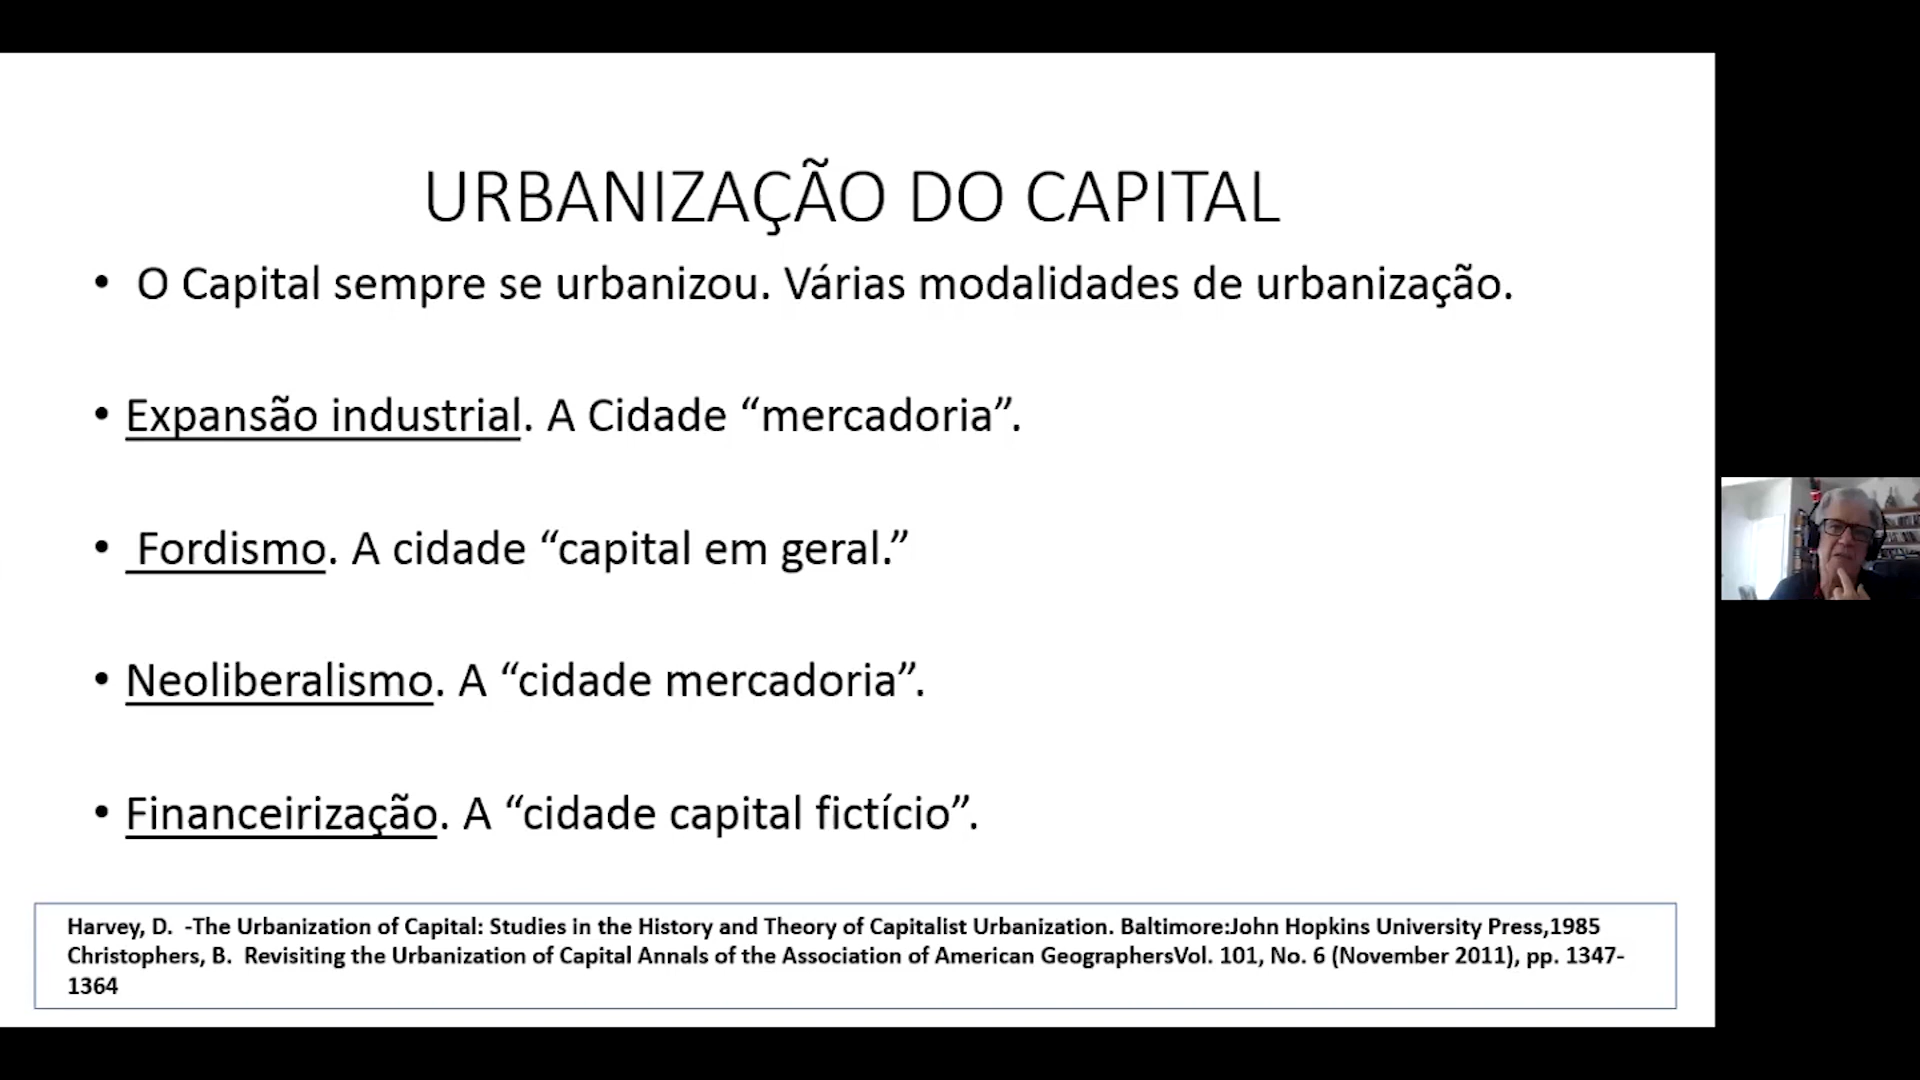 URBANIZAÇÃO DO CAPITAL
• O Capital sempre se urbanizou. Várias modalidades de urbanização.
• Expansão industrial. A Cidade “mercadoria”.
• Fordismo. A cidade “capital em geral.”
• Neoliberalismo. A “cidade mercadoria”.
• Financeirização. A “cidade capital fictício”.
Harvey, D. -The Urbanization of Capital: Studies in the History and Theory of Capitalist Urbanization. Baltimore:John Hopkins University Press,1985
Christophers, B. Revisiting the Urbanization of Capital Annals of the Association of American GeographersVol. 101, No. 6 (November 2011), pp. 1347-
1364